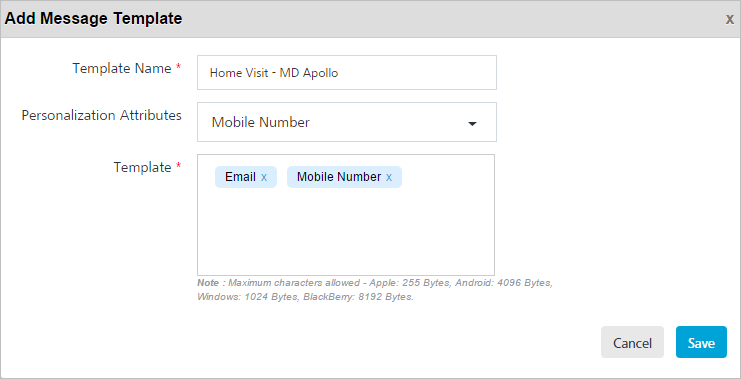 Add Message Template x
Template Name * Home Visit - MD Apollo
Personalization Attributes Mobile Number
Template * Email x Mobile Number x
Note : Maximum characters allowed - Apple: 255 Bytes, Android: 4096 Bytes,
Windows: 1024 Bytes, BlackBerry: 8192 Bytes.
Cancel Save